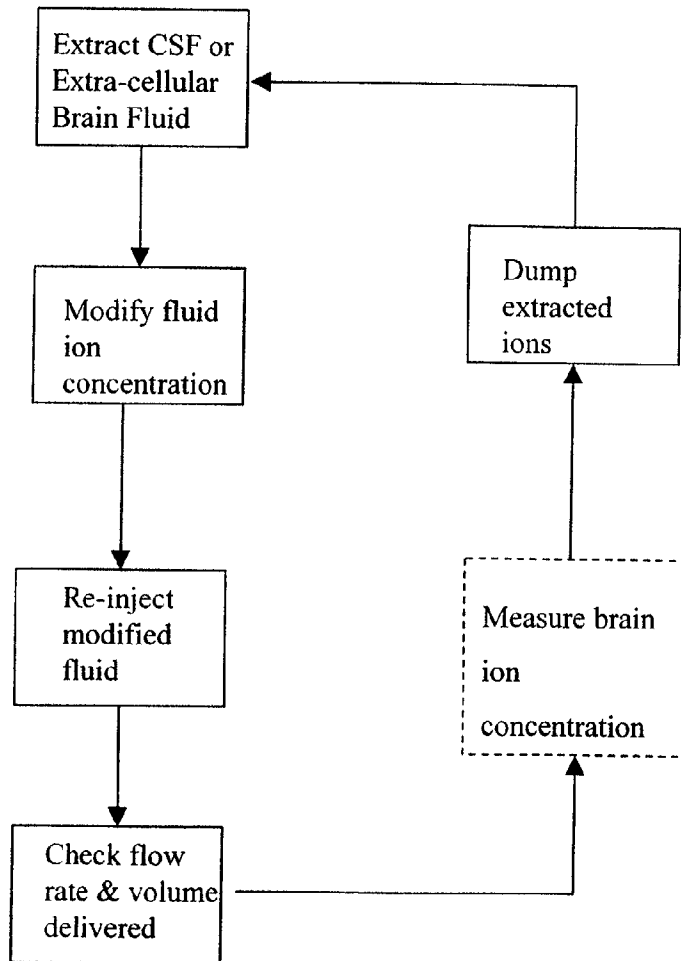 Extract CSF or
Extra-cellular
Brain Fluid
Modify fluid
ion
concentration
Re-inject
modified
fluid
Check flow
rate & volume
delivered
Measure brain
ion
concentration
Dump
extracted
ions